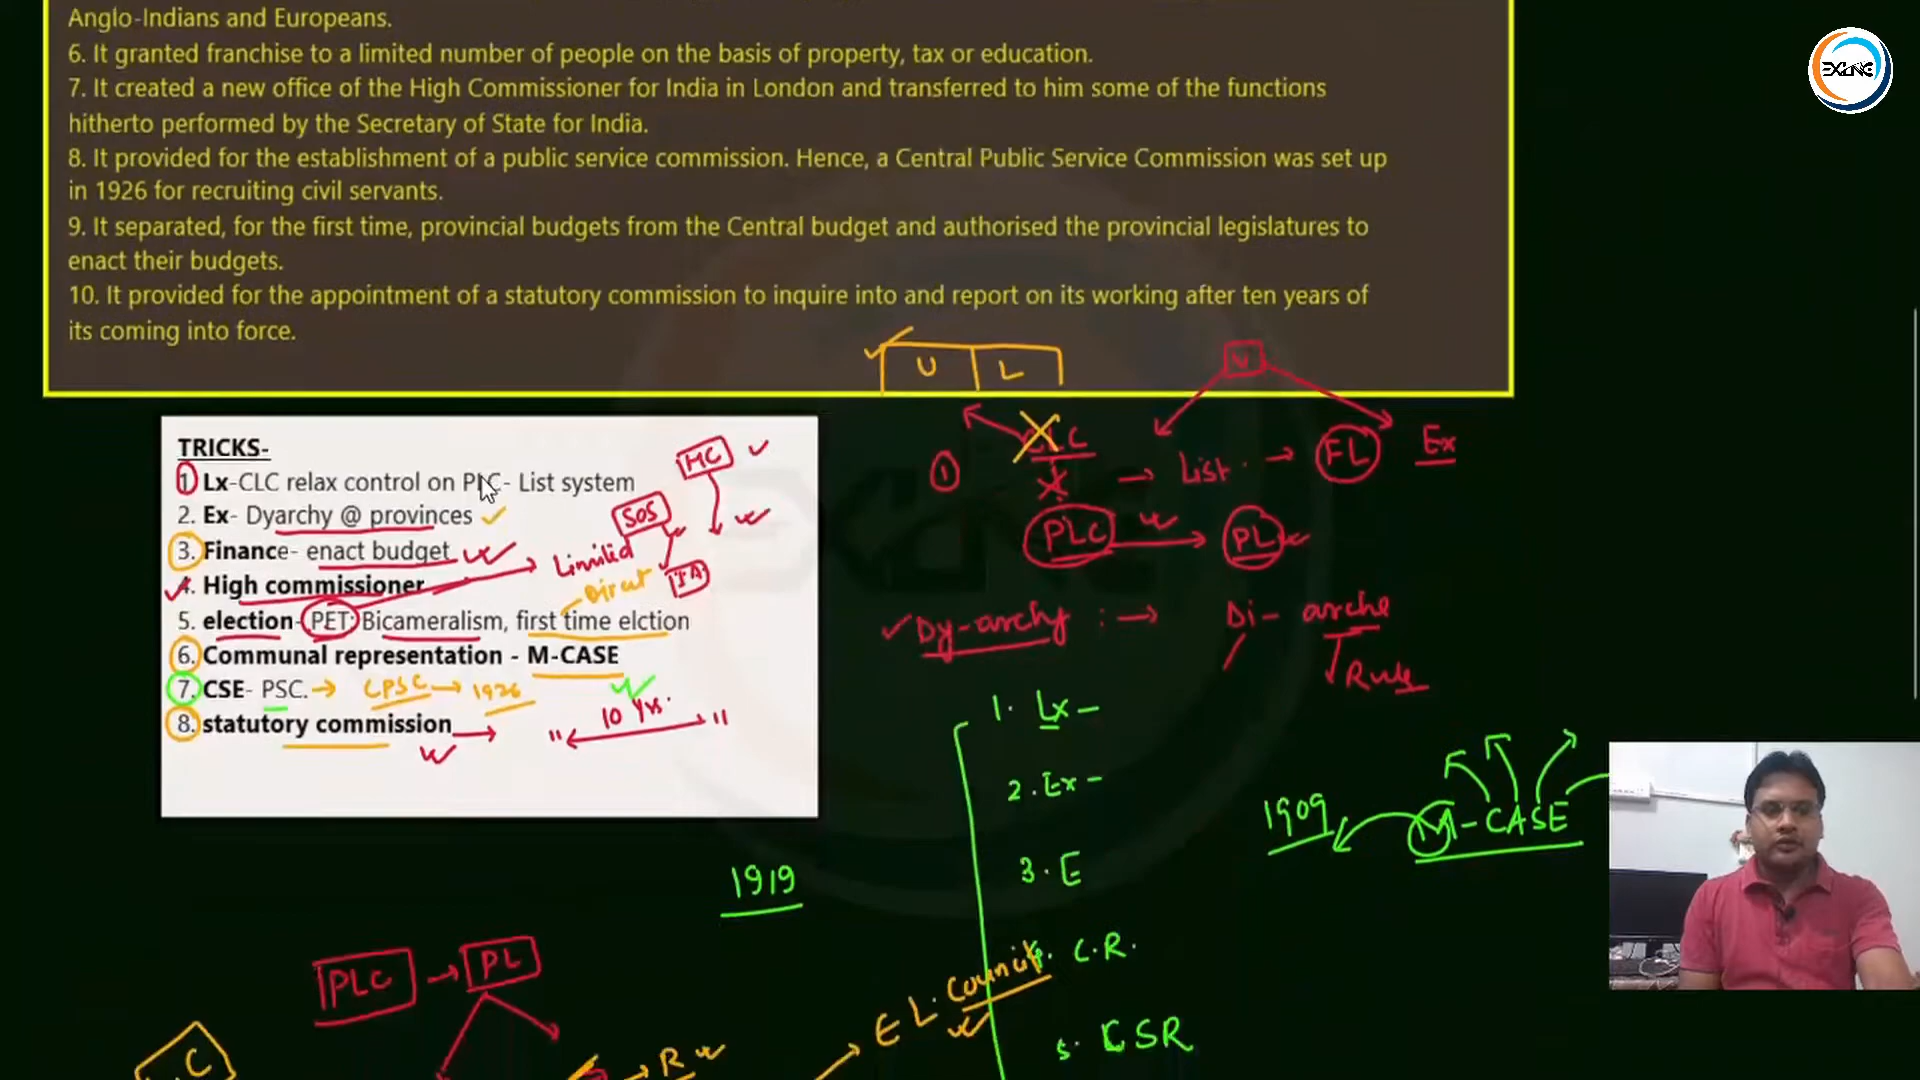 Anglo-Indians and Europeans.
6. It granted franchise to a limited number of people on the basis of property, tax or education.
7. It created a new office of the High Commissioner for India in London and transferred to him some of the functions
hitherto performed by the Secretary of State for India.
8. It provided for the establishment of a public service commission. Hence, a Central Public Service Commission was set up
in 1926 for recruiting civil servants.
9. It separated, for the first time, provincial budgets from the Central budget and authorised the provincial legislatures to
enact their budgets.
10. It provided for the appointment of a statutory commission to inquire into and report on its working after ten years of
its coming into force.
TRICKS-
1 Lx-CLC relax control on PLC- List system
2. Ex- Dyarchy @ provinces
3. Finance- enact budget
4. High commissioner
5. election- PET: Bicameralism, first time elction
6. Communal representation - M-CASE
7. CSE- PSC. → CPSC → 1926
8. statutory commission → "10 Yrs."
HC
SOS
Limilid
Dirut
U L
V
① CLC → List. → FL Ex
PLC → PL
Dy-archy : → Di- arche
Rule
1. Lx -
2. Ex -
3. E
C.R.
5. CSR
1909 M-CASE
1919
PLC → PL
C
→ R
→ E L. Council
EXLNC